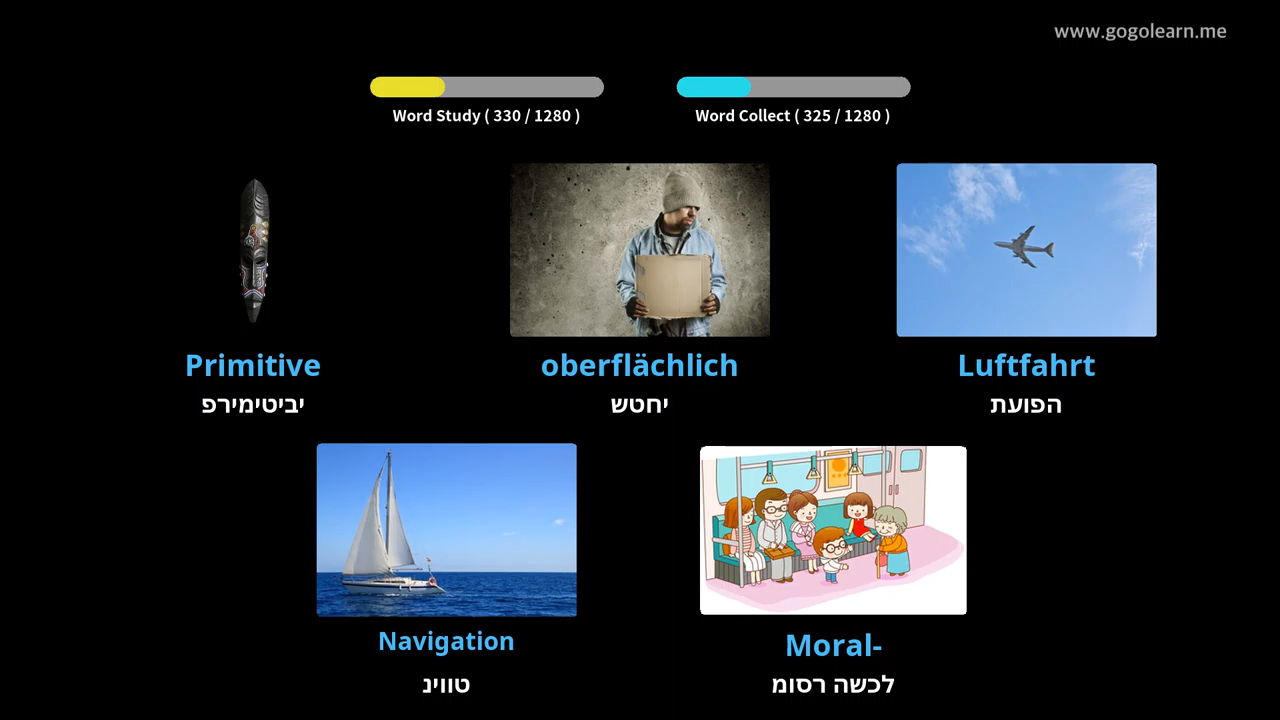 www.gogolearn.me
Word Study ( 330 / 1280 )
Word Collect ( 325 / 1280 )
Primitive
יביטימירפ
oberflächlich
יחטש
Luftfahrt
הפועת
Navigation
טווינ
Moral-
לכשה רסומ